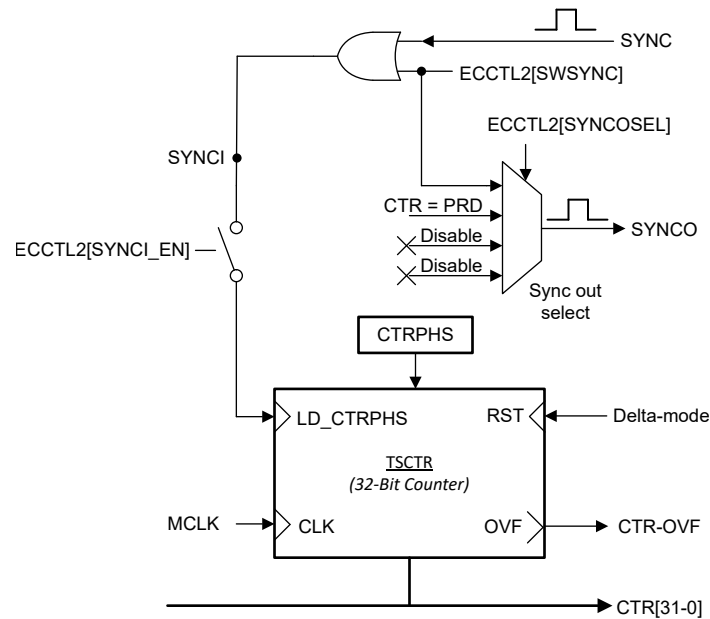 SYNC
ECCTL2[SWSYNC]
ECCTL2[SYNCOSEL]
SYNCI
CTR = PRD
SYNCO
Disable
ECCTL2[SYNCI_EN]
Disable
Sync out
select
CTRPHS
LD_CTRPHS
RST
Delta-mode
TSCTR
(32-Bit Counter)
MCLK
CLK
OVF
CTR-OVF
CTR[31-0]